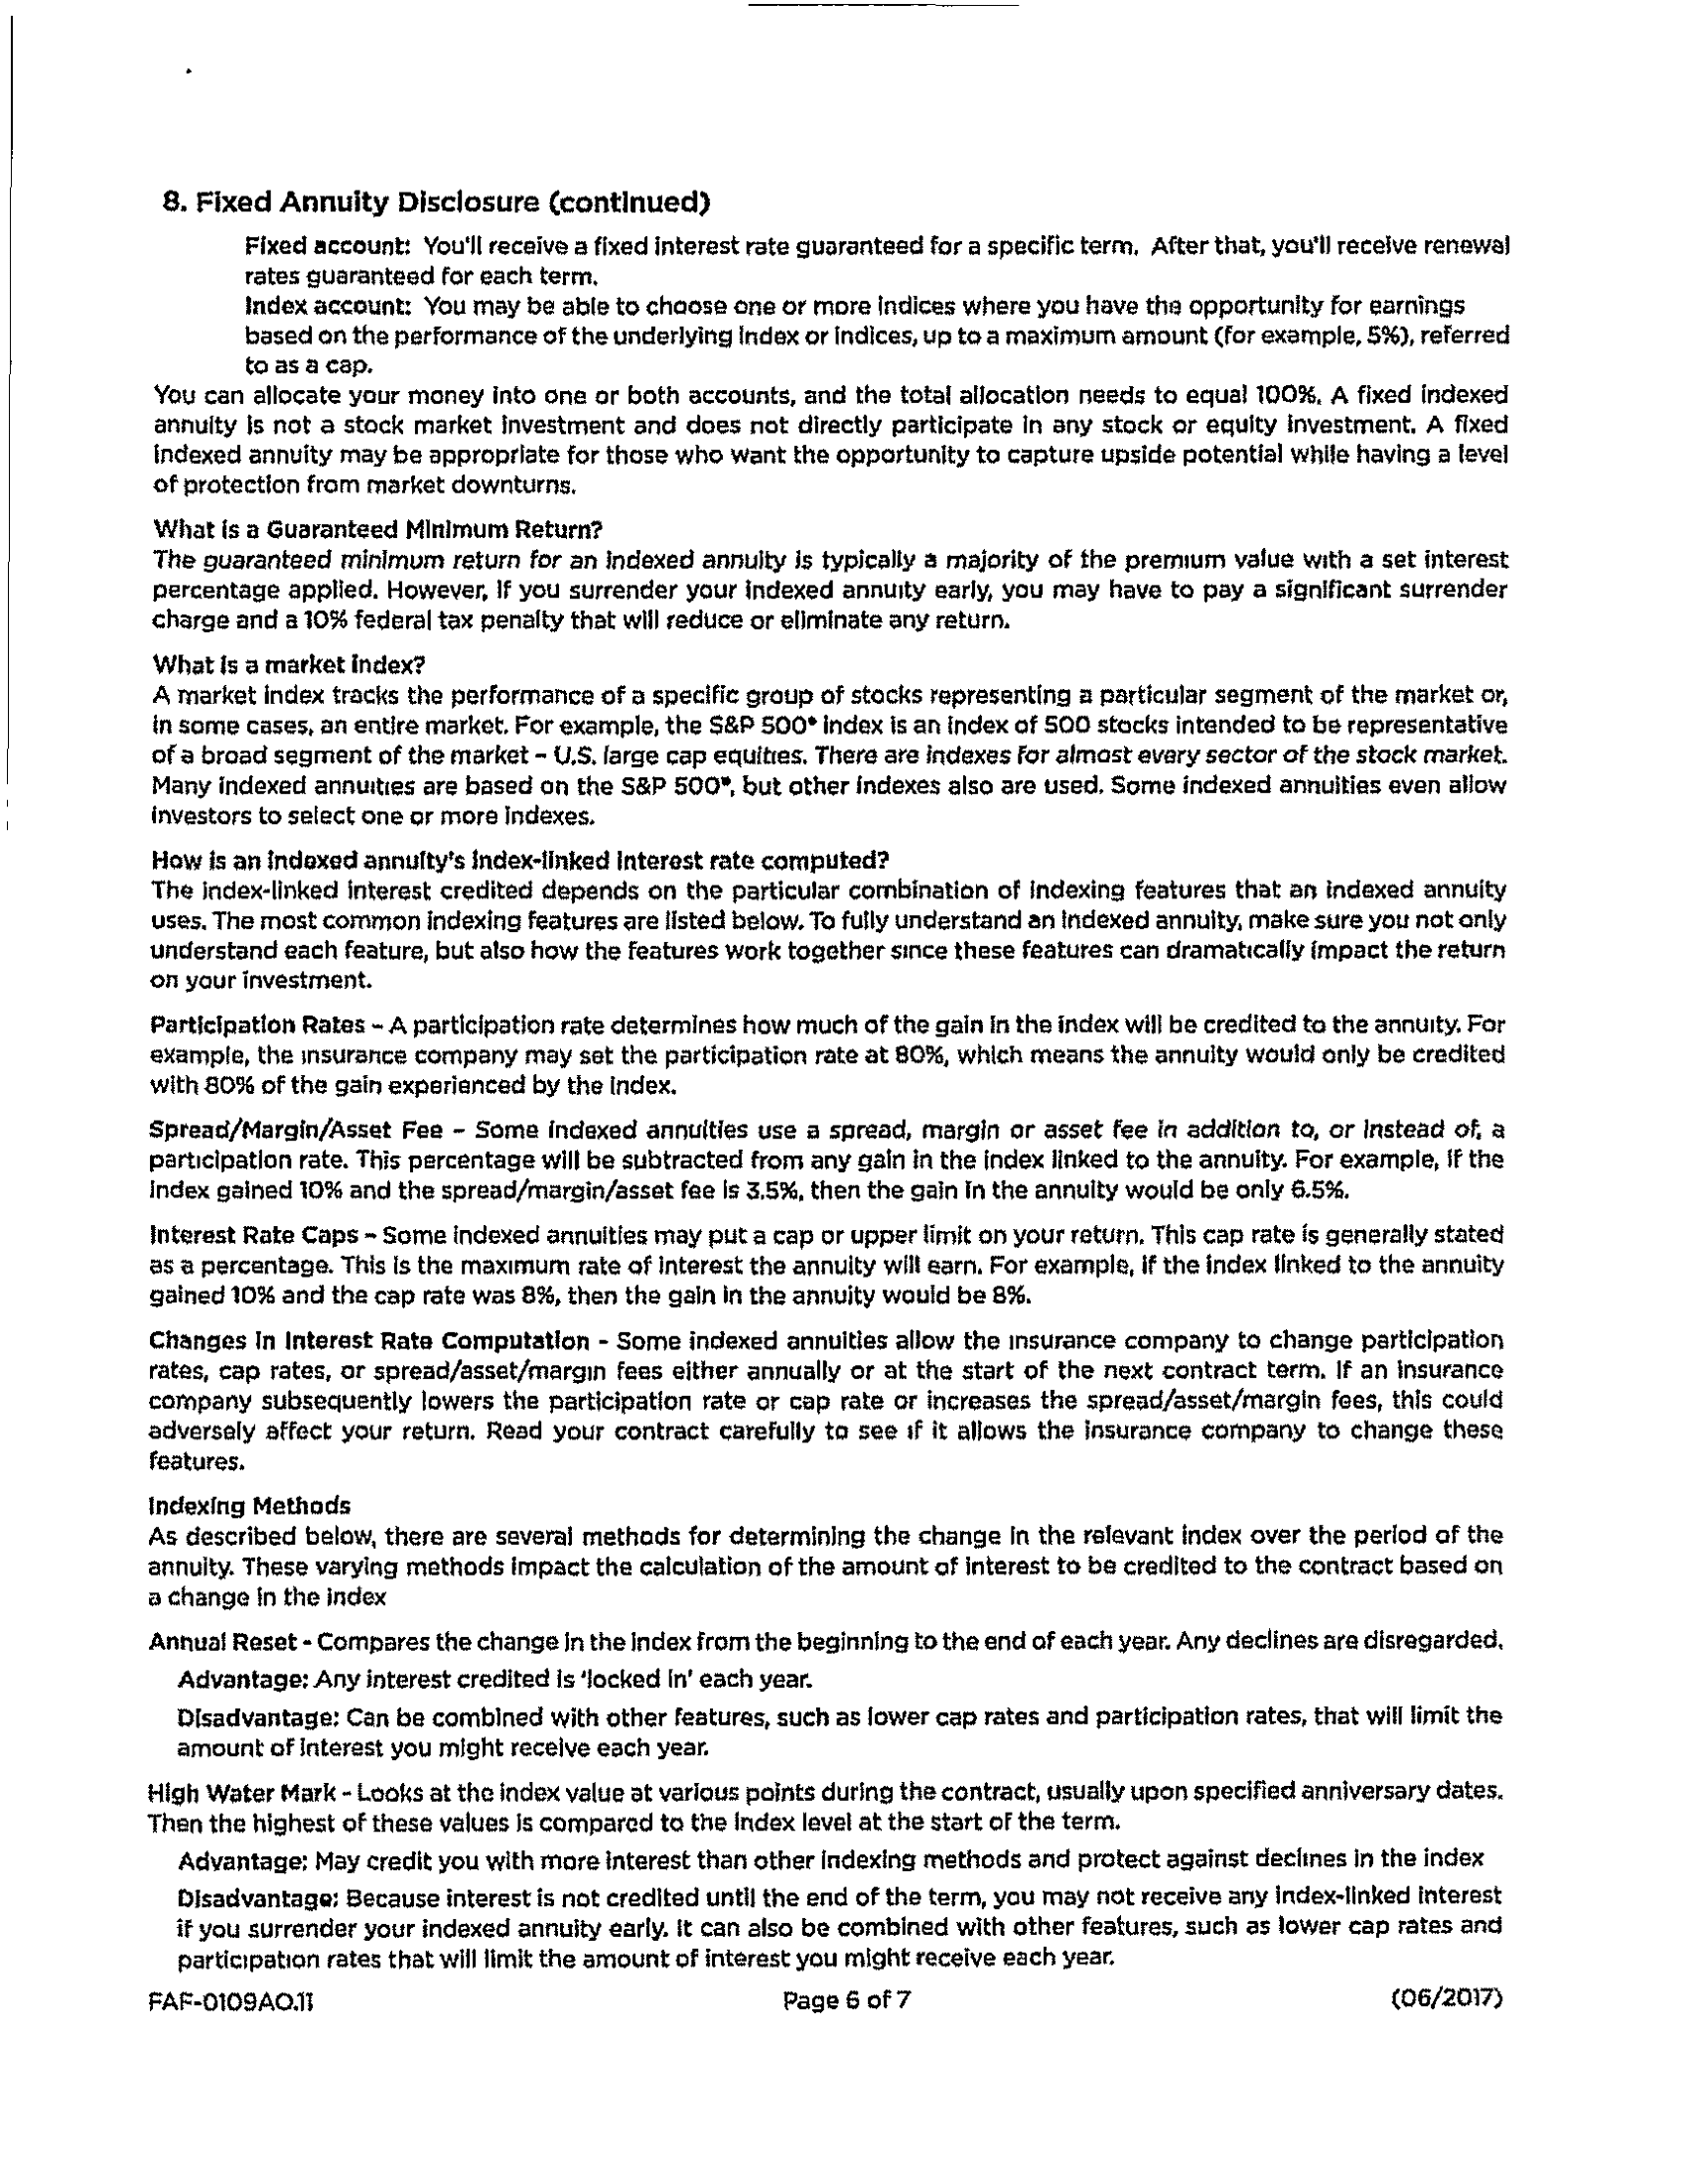 8. Fixed Annuity Disclosure (continued)
Fixed account: You'll receive a fixed interest rate guaranteed for a specific term. After that, you'll receive renewal
rates guaranteed for each term.
Index account: You may be able to choose one or more indices where you have the opportunity for earnings
based on the performance of the underlying index or indices, up to a maximum amount (for example, 5%), referred
to as a cap.
You can allocate your money into one or both accounts, and the total allocation needs to equal 100%. A fixed indexed
annuity is not a stock market investment and does not directly participate in any stock or equity investment. A fixed
indexed annuity may be appropriate for those who want the opportunity to capture upside potential while having a level
of protection from market downturns.
What is a Guaranteed Minimum Return?
The guaranteed minimum return for an indexed annuity is typically a majority of the premium value with a set interest
percentage applied. However, if you surrender your indexed annuity early, you may have to pay a significant surrender
charge and a 10% federal tax penalty that will reduce or eliminate any return.
What is a market index?
A market index tracks the performance of a specific group of stocks representing a particular segment of the market or,
in some cases, an entire market. For example, the S&P 500® index is an index of 500 stocks intended to be representative
of a broad segment of the market – U.S. large cap equities. There are indexes for almost every sector of the stock market.
Many indexed annuities are based on the S&P 500®, but other indexes also are used. Some indexed annuities even allow
investors to select one or more indexes.
How is an indexed annuity's index-linked interest rate computed?
The index-linked interest credited depends on the particular combination of indexing features that an indexed annuity
uses. The most common indexing features are listed below. To fully understand an indexed annuity, make sure you not only
understand each feature, but also how the features work together since these features can dramatically impact the return
on your investment.
Participation Rates – A participation rate determines how much of the gain in the index will be credited to the annuity. For
example, the insurance company may set the participation rate at 80%, which means the annuity would only be credited
with 80% of the gain experienced by the index.
Spread/Margin/Asset Fee – Some indexed annuities use a spread, margin or asset fee in addition to, or instead of, a
participation rate. This percentage will be subtracted from any gain in the index linked to the annuity. For example, if the
index gained 10% and the spread/margin/asset fee is 3.5%, then the gain in the annuity would be only 6.5%.
Interest Rate Caps – Some indexed annuities may put a cap or upper limit on your return. This cap rate is generally stated
as a percentage. This is the maximum rate of interest the annuity will earn. For example, if the index linked to the annuity
gained 10% and the cap rate was 8%, then the gain in the annuity would be 8%.
Changes in Interest Rate Computation - Some indexed annuities allow the insurance company to change participation
rates, cap rates, or spread/asset/margin fees either annually or at the start of the next contract term. If an insurance
company subsequently lowers the participation rate or cap rate or increases the spread/asset/margin fees, this could
adversely affect your return. Read your contract carefully to see if it allows the insurance company to change these
features.
Indexing Methods
As described below, there are several methods for determining the change in the relevant index over the period of the
annuity. These varying methods impact the calculation of the amount of interest to be credited to the contract based on
a change in the index
Annual Reset - Compares the change in the index from the beginning to the end of each year. Any declines are disregarded.
Advantage: Any interest credited is 'locked in' each year.
Disadvantage: Can be combined with other features, such as lower cap rates and participation rates, that will limit the
amount of interest you might receive each year.
High Water Mark - Looks at the index value at various points during the contract, usually upon specified anniversary dates.
Then the highest of these values is compared to the index level at the start of the term.
Advantage: May credit you with more interest than other indexing methods and protect against declines in the index
Disadvantage: Because interest is not credited until the end of the term, you may not receive any index-linked interest
if you surrender your indexed annuity early. It can also be combined with other features, such as lower cap rates and
participation rates that will limit the amount of interest you might receive each year.
FAF-0109AO.11 Page 6 of 7 (06/2017)